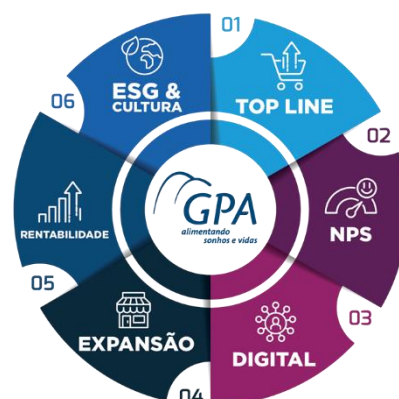 01
TOP LINE
02
NPS
03
DIGITAL
04
EXPANSÃO
05
RENTABILIDADE
06
ESG &
CULTURA
GPA
alimentando
sonhos e vidas